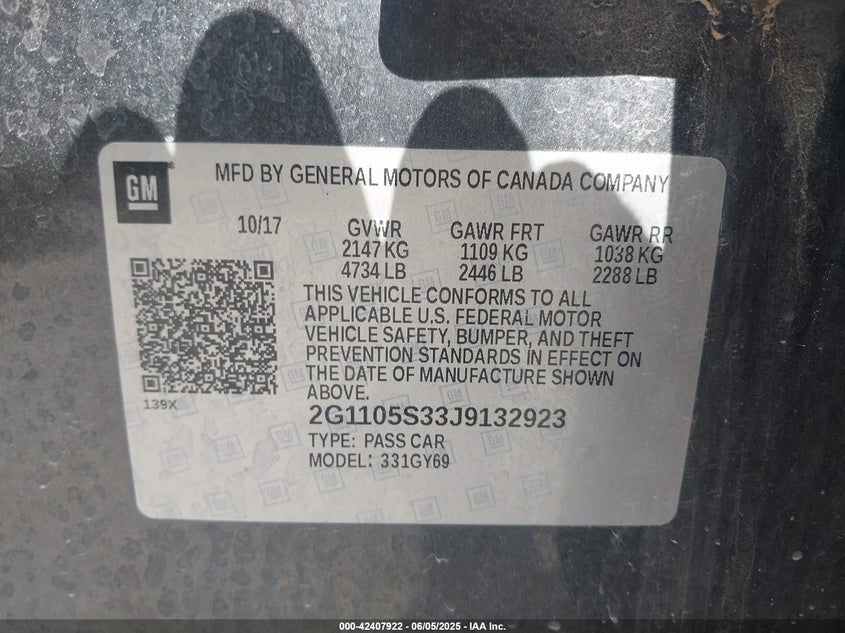 GM
MFD BY GENERAL MOTORS OF CANADA COMPANY
10/17 GVWR GAWR FRT GAWR RR
2147 KG 1109 KG 1038 KG
4734 LB 2446 LB 2288 LB
THIS VEHICLE CONFORMS TO ALL
APPLICABLE U.S. FEDERAL MOTOR
VEHICLE SAFETY, BUMPER, AND THEFT
PREVENTION STANDARDS IN EFFECT ON
THE DATE OF MANUFACTURE SHOWN
ABOVE.
139X
2G1105S33J9132923
TYPE: PASS CAR
MODEL: 331GY69
000-42407922 - 06/05/2025 - IAA Inc.